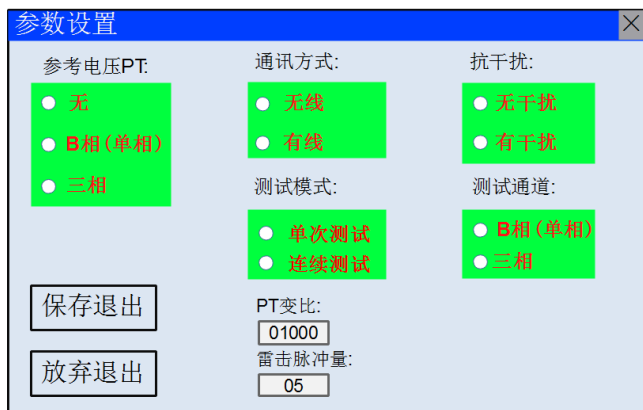 参数设置
参考电压PT:
无
B相(单相)
三相
通讯方式:
无线
有线
抗干扰:
无干扰
有干扰
测试模式:
单次测试
连续测试
测试通道:
B相(单相)
三相
保存退出
放弃退出
PT变比:
01000
雷击脉冲量:
05